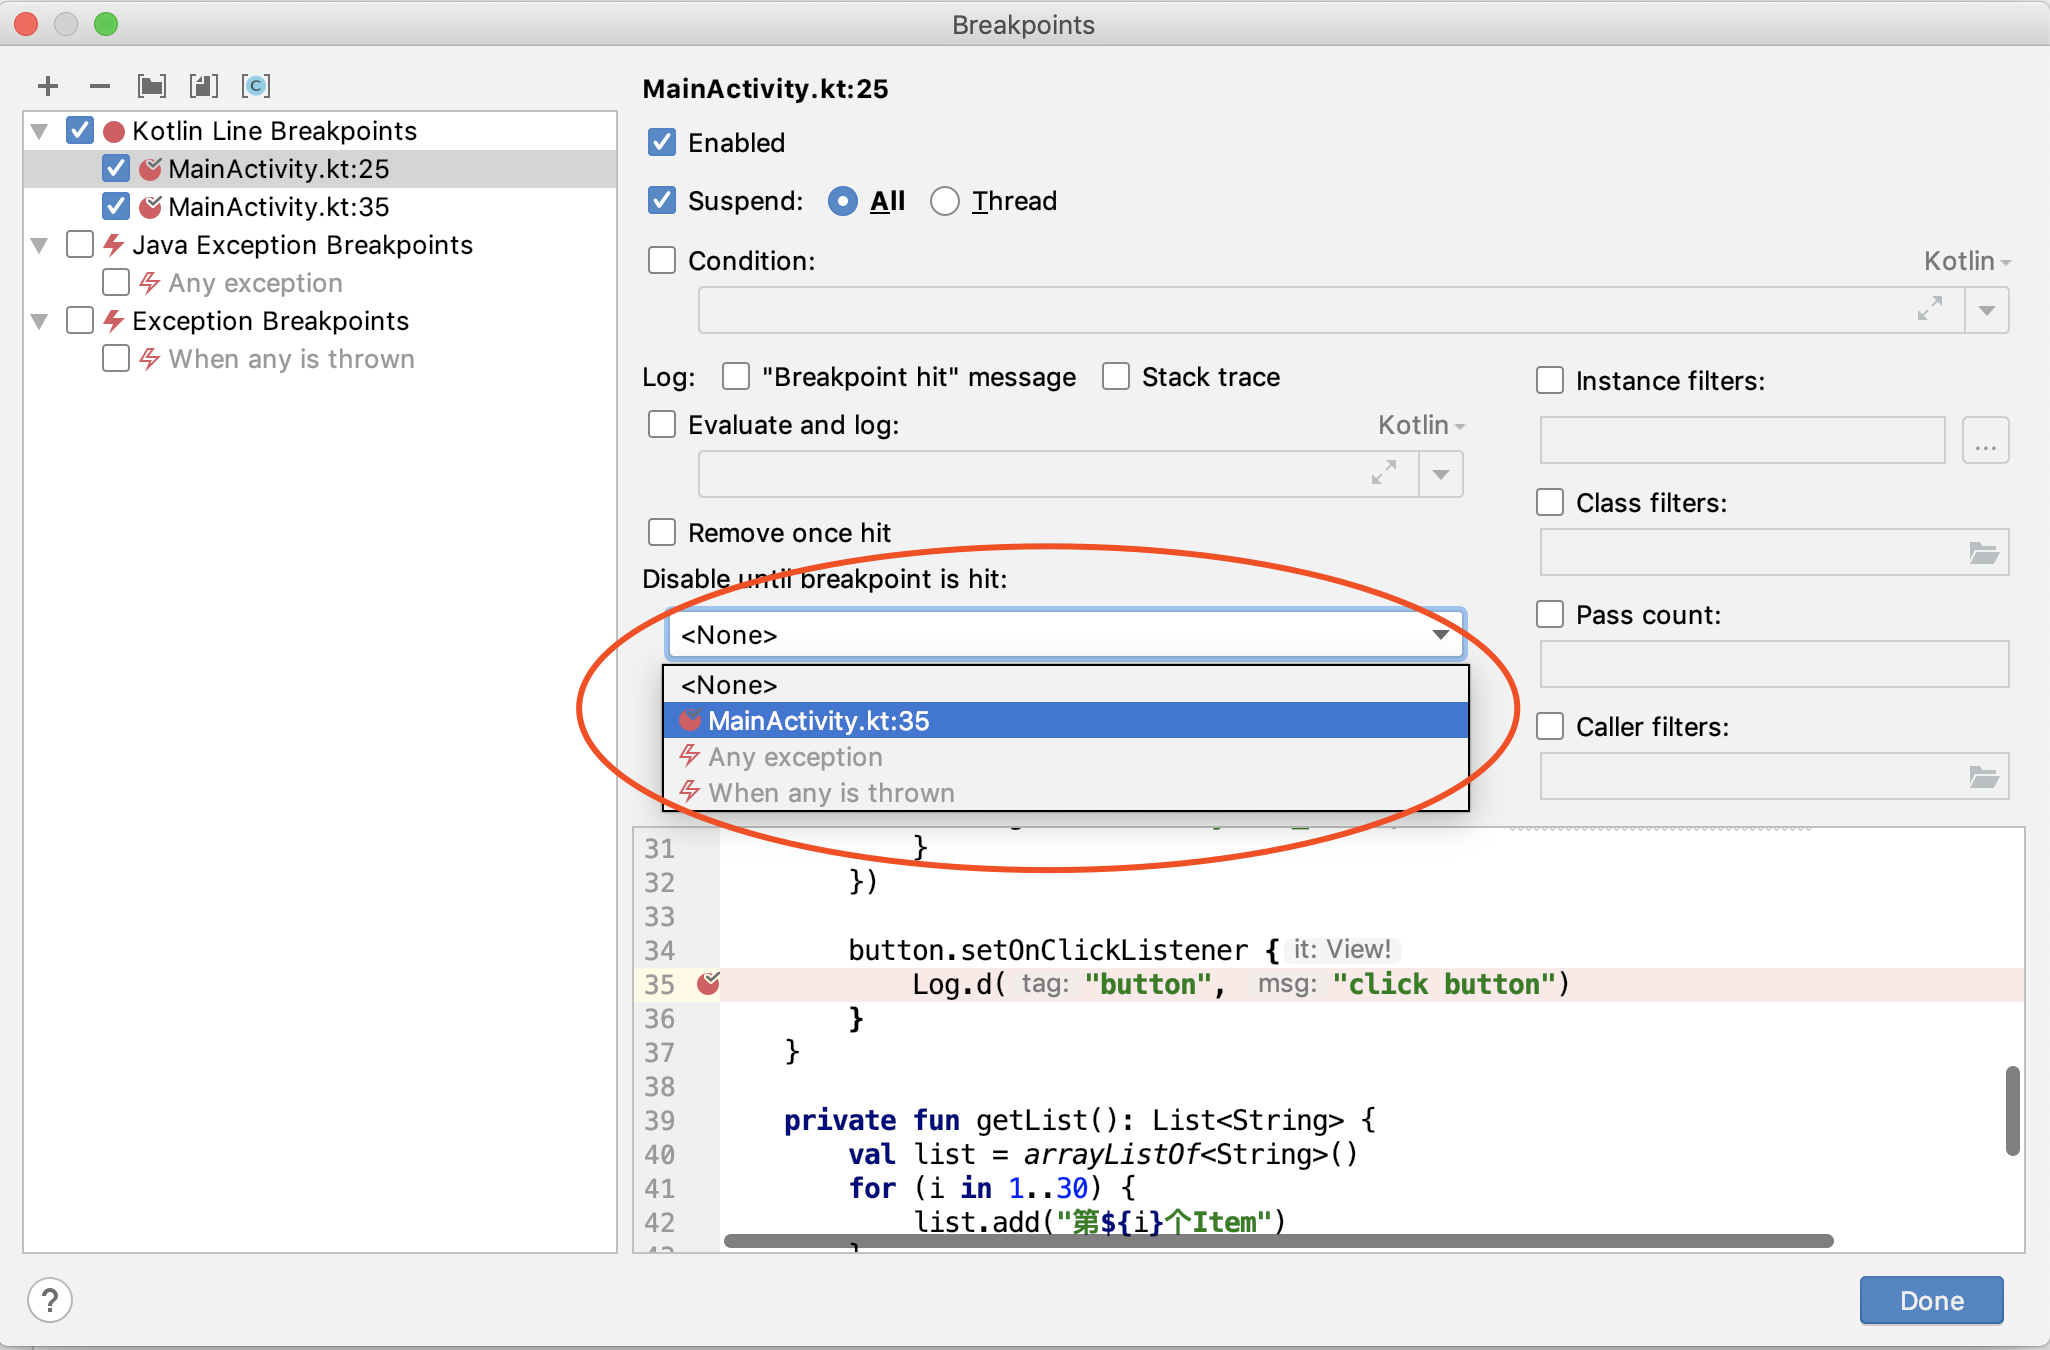 Breakpoints
Kotlin Line Breakpoints
MainActivity.kt:25
MainActivity.kt:35
Java Exception Breakpoints
Any exception
Exception Breakpoints
When any is thrown
MainActivity.kt:25
Enabled
Suspend: All Thread
Condition: Kotlin
Log: "Breakpoint hit" message Stack trace
Evaluate and log: Kotlin
Remove once hit
Disable until breakpoint is hit:
<None>
<None>
MainActivity.kt:35
Any exception
When any is thrown
Instance filters:
...
Class filters:
Pass count:
Caller filters:
31 }
32 })
33
34 button.setOnClickListener { it: View!
35 Log.d( tag: "button", msg: "click button")
36 }
37 }
38
39 private fun getList(): List<String> {
40 val list = arrayListOf<String>()
41 for (i in 1..30) {
42 list.add("第${i}个Item")
?
Done